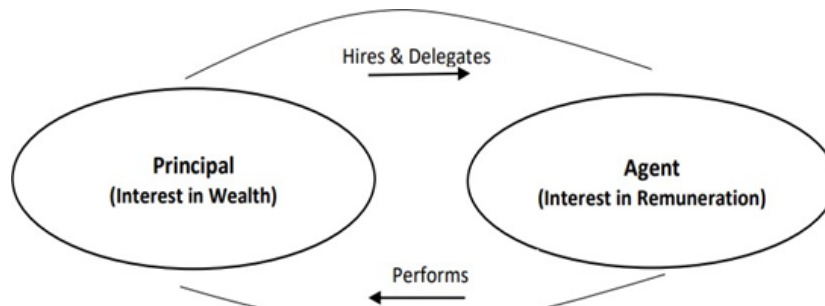 Hires & Delegates
Principal
(Interest in Wealth)
Agent
(Interest in Remuneration)
Performs